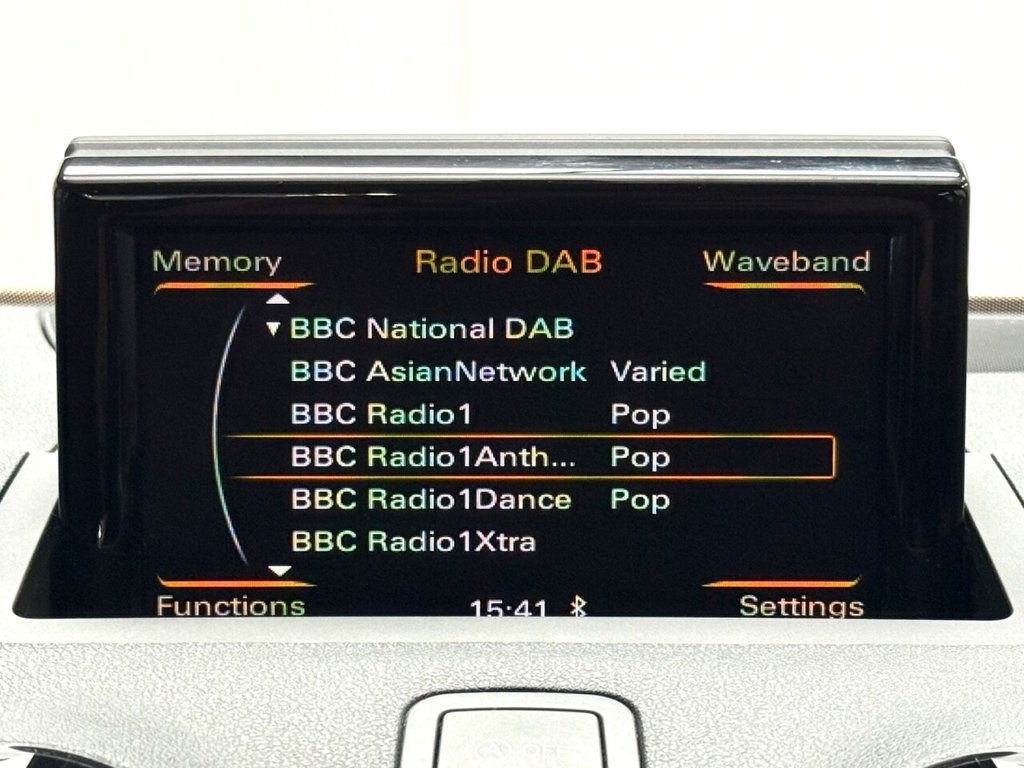 Memory Radio DAB Waveband
BBC National DAB
BBC AsianNetwork Varied
BBC Radio1 Pop
BBC Radio1Anth... Pop
BBC Radio1Dance Pop
BBC Radio1Xtra
Functions 15:41 Settings
A OFF